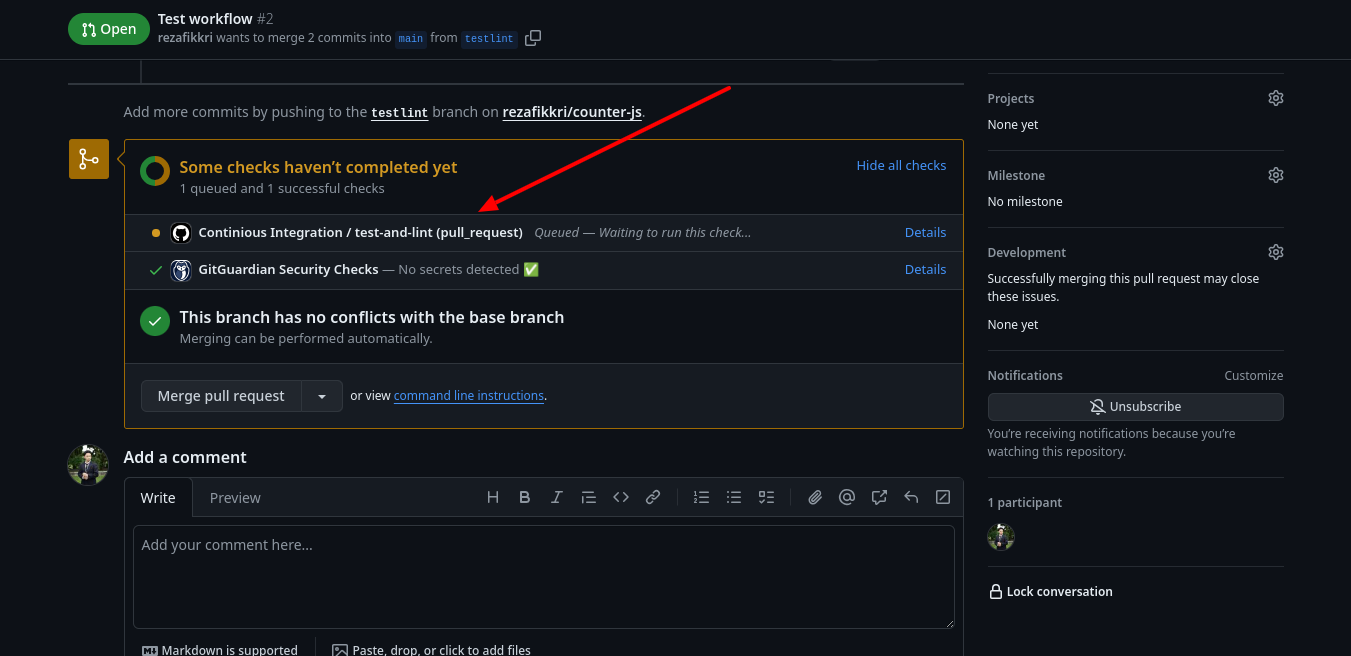 Open
Test workflow #2
rezafikkri wants to merge 2 commits into main from testlint
Add more commits by pushing to the testlint branch on rezafikkri/counter-js.
Some checks haven’t completed yet
Hide all checks
1 queued and 1 successful checks
Continious Integration / test-and-lint (pull_request) Queued — Waiting to run this check...
Details
GitGuardian Security Checks — No secrets detected ✅
Details
This branch has no conflicts with the base branch
Merging can be performed automatically.
Merge pull request
or view command line instructions.
Add a comment
Write
Preview
Add your comment here...
Markdown is supported
Paste, drop, or click to add files
Projects
None yet
Milestone
No milestone
Development
Successfully merging this pull request may close
these issues.
None yet
Notifications
Customize
Unsubscribe
You’re receiving notifications because you’re
watching this repository.
1 participant
Lock conversation